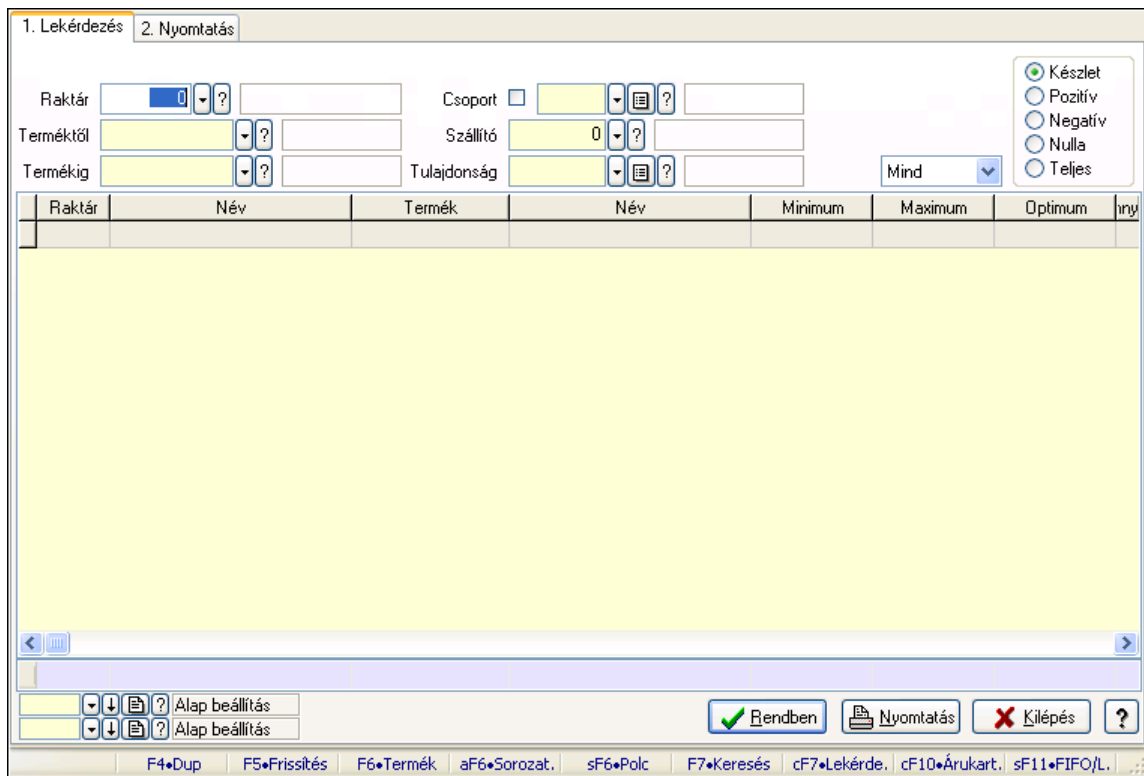 1. Lekérdezés 2. Nyomtatás
Raktár 0 ? Csoport ? Készlet
Pozitív
Terméktől ? Szállító 0 ? Negatív
Nulla
Termékig ? Tulajdonság ? Mind Teljes
Raktár Név Termék Név Minimum Maximum Optimum
? Alap beállítás
? Alap beállítás
Rendben Nyomtatás Kilépés ?
F4•Dup F5•Frissítés F6•Termék aF6•Sorozat. sF6•Polc F7•Keresés cF7•Lekérde. cF10•Árukart. sF11•FIFO/L.